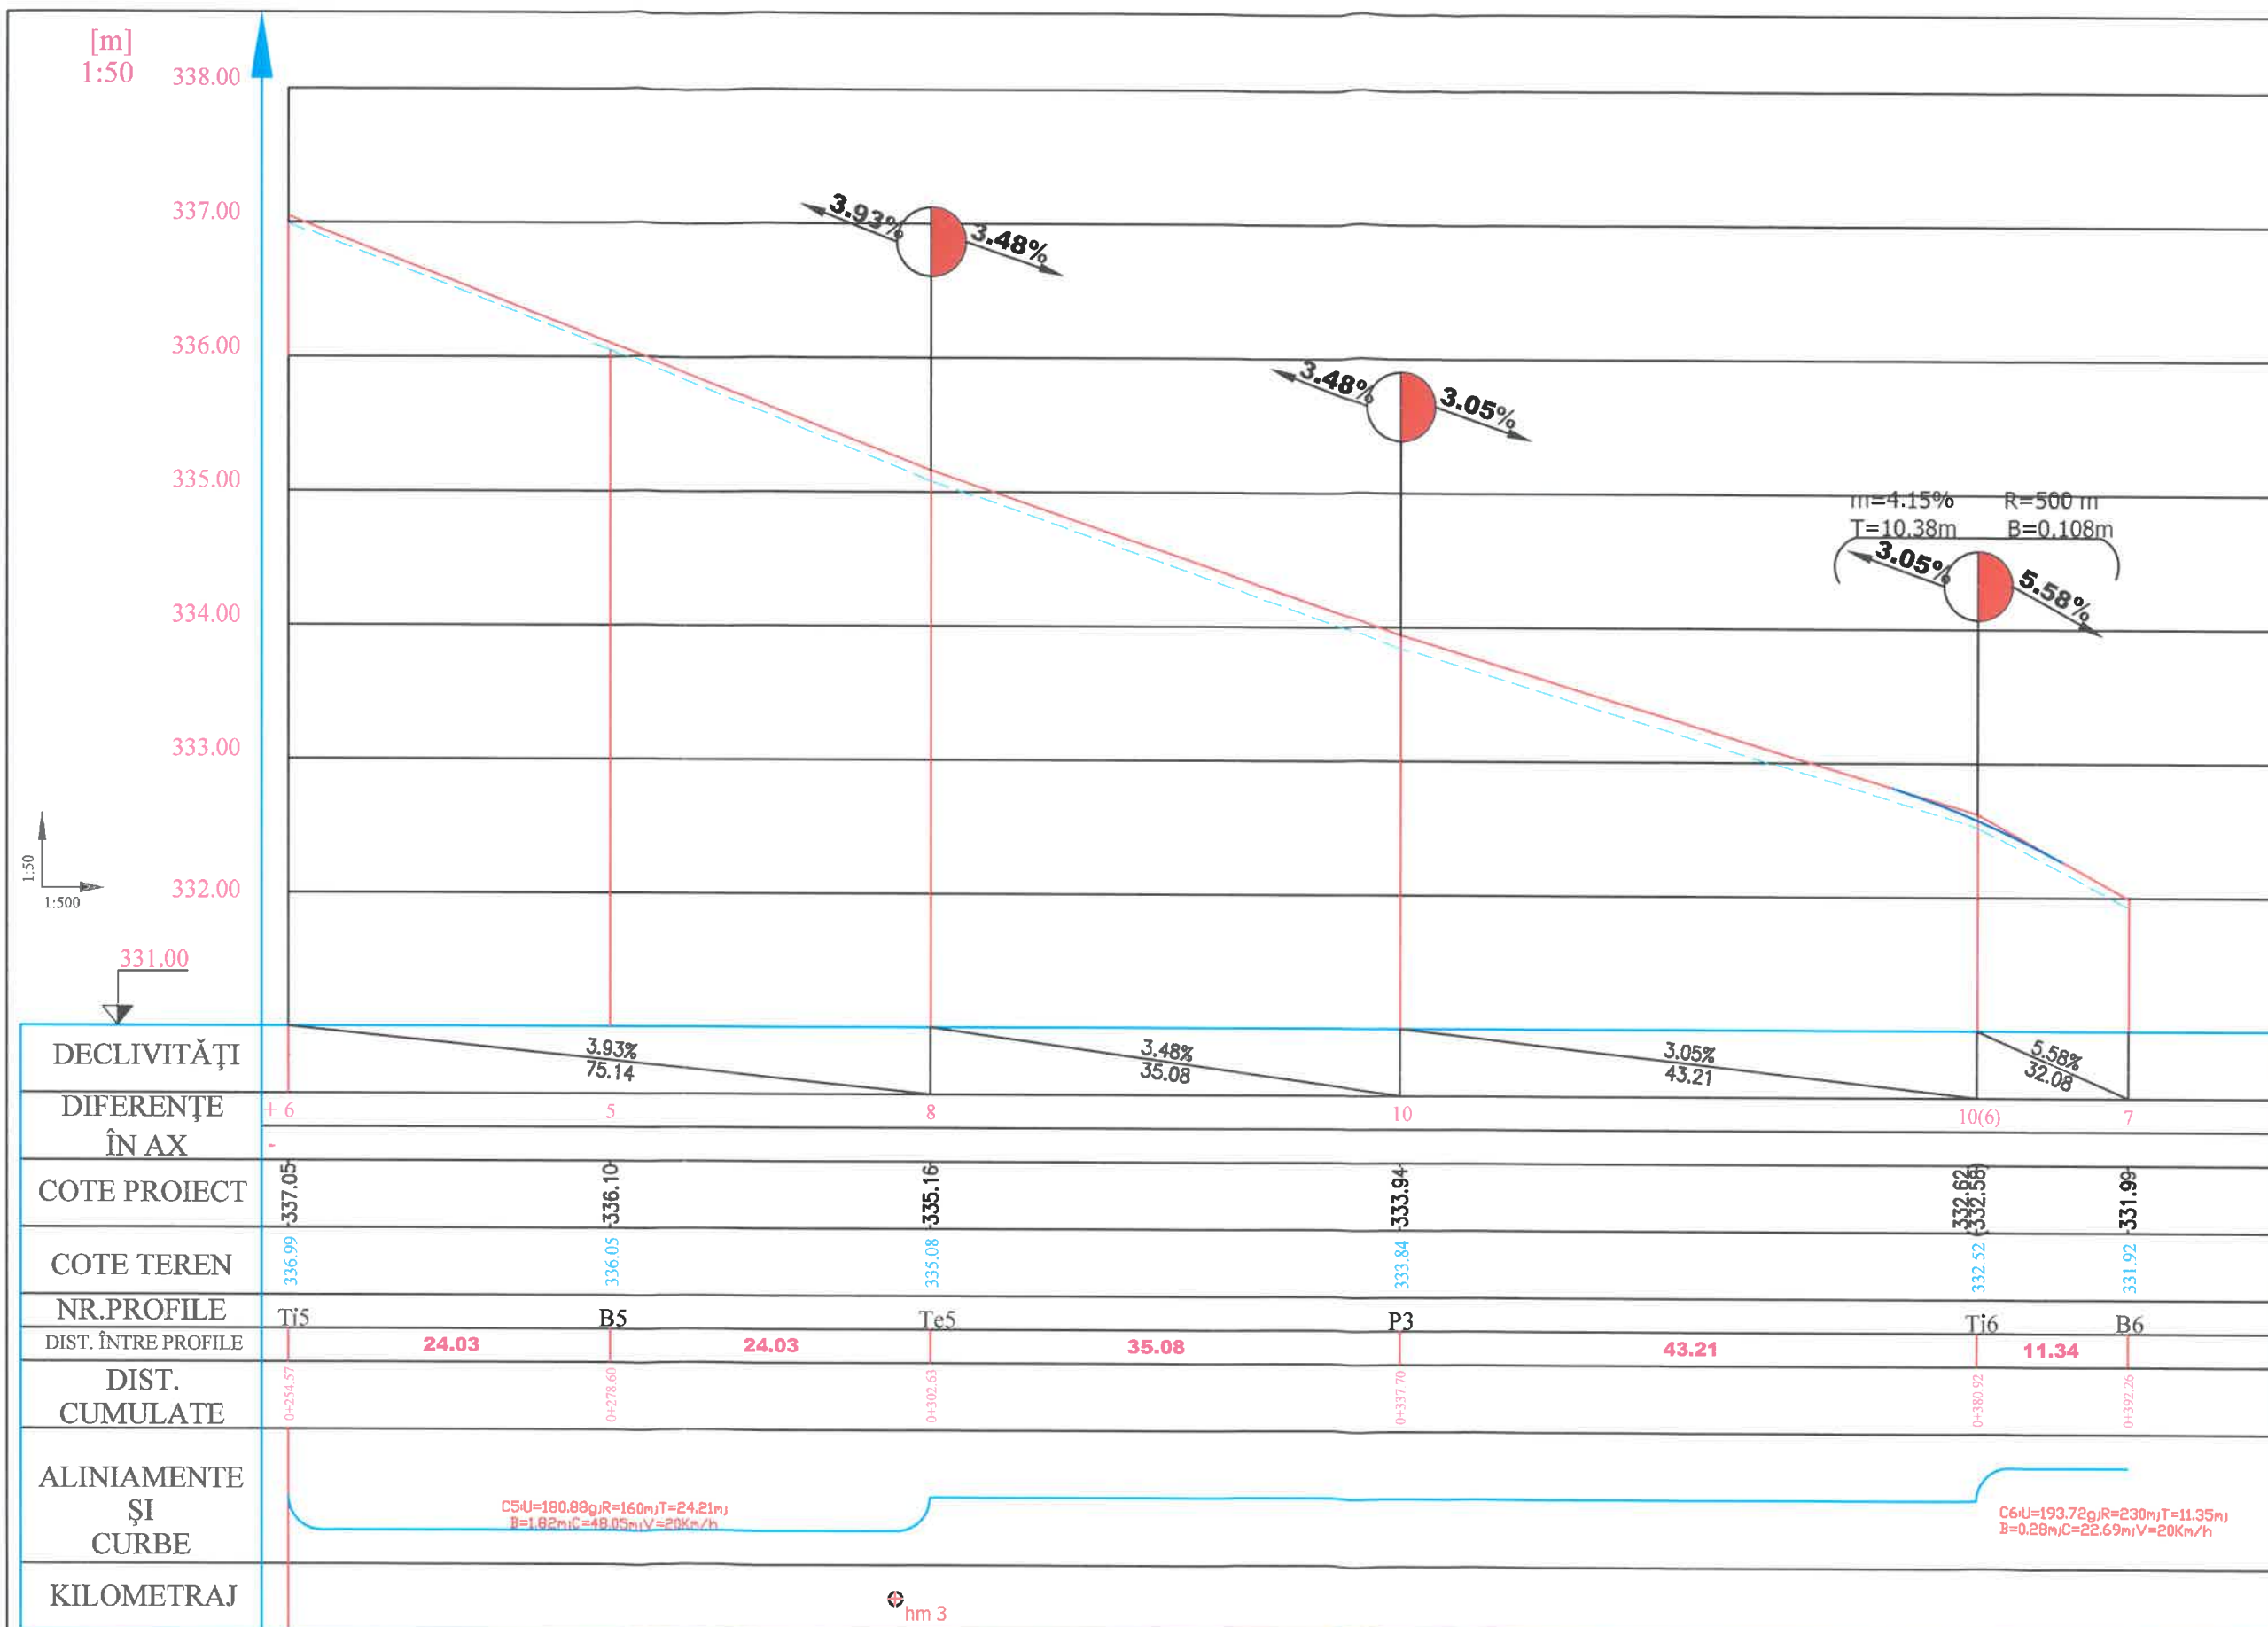 [m]
1:50
338.00
337.00
336.00
335.00
334.00
333.00
332.00
331.00
1:50
1:500
3.93% 3.48%
3.48% 3.05%
m=4.15% R=500 m
T=10.38m B=0.108m
3.05% 5.58%
DECLIVITĂŢI
3.93% 3.48% 3.05% 5.58%
75.14 35.08 43.21 32.08
DIFERENŢE
ÎN AX
+ 6 5 8 10 10(6) 7
-
COTE PROIECT
337.05 336.10 335.16 333.94 332.62 (332.58) 331.99
COTE TEREN
336.99 336.05 335.08 333.84 332.52 331.92
NR.PROFILE Ti5 B5 Te5 P3 Ti6 B6
DIST. ÎNTRE PROFILE 24.03 24.03 35.08 43.21 11.34
DIST.
CUMULATE
0+254.57 0+278.60 0+302.63 0+337.70 0+380.92 0+392.26
ALINIAMENTE
ŞI
CURBE
C5;U=180.88g;R=160m;T=24.21m;
B=1.82m;C=48.05m;V=20Km/h
C6;U=193.72g;R=230m;T=11.35m;
B=0.28m;C=22.69m;V=20Km/h
KILOMETRAJ
hm 3